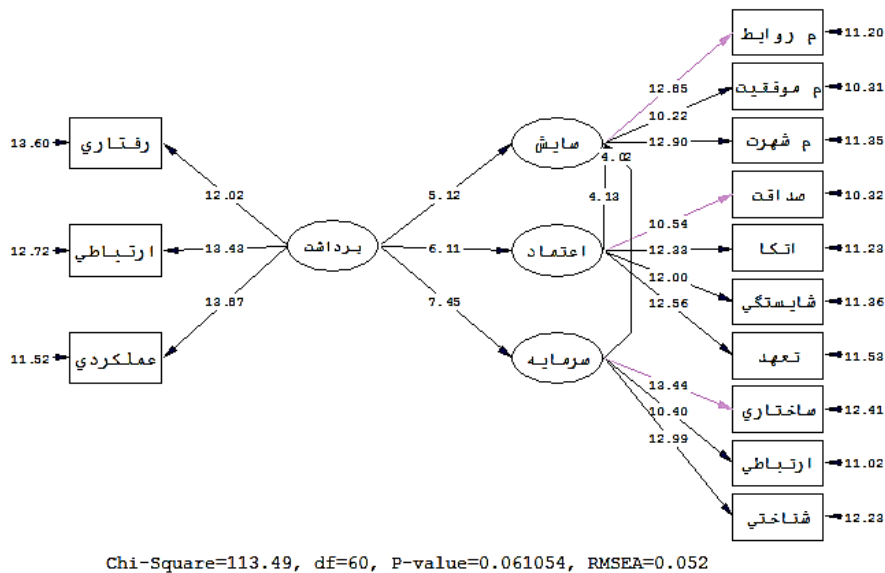 م روابط
11.20
12.85
م موفقيت
10.31
10.22
رفتاري
13.60
سايش
12.90
م شهرت
11.35
4.02
12.02
5.12
4.13
صداقت
10.32
10.54
ارتباطي
12.72
13.43
برداشت
6.11
اعتماد
12.33
اتكا
11.23
12.00
شايستگي
11.36
13.87
7.45
12.56
عملكردي
11.52
سرمايه
تعهد
11.53
13.44
ساختاري
12.41
10.40
12.99
ارتباطي
11.02
شناختي
12.23
Chi-Square=113.49, df=60, P-value=0.061054, RMSEA=0.052